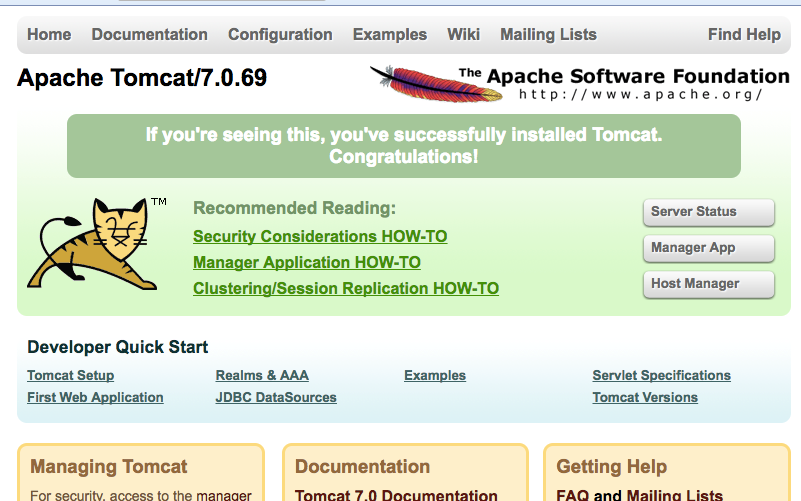 Home Documentation Configuration Examples Wiki Mailing Lists Find Help
Apache Tomcat/7.0.69
The Apache Software Foundation
http://www.apache.org/
If you're seeing this, you've successfully installed Tomcat.
Congratulations!
TM
Recommended Reading:
Security Considerations HOW-TO
Manager Application HOW-TO
Clustering/Session Replication HOW-TO
Server Status
Manager App
Host Manager
Developer Quick Start
Tomcat Setup
First Web Application
Realms & AAA
JDBC DataSources
Examples
Servlet Specifications
Tomcat Versions
Managing Tomcat
For security, access to the manager
Documentation
Tomcat 7.0 Documentation
Getting Help
FAQ and Mailing Lists